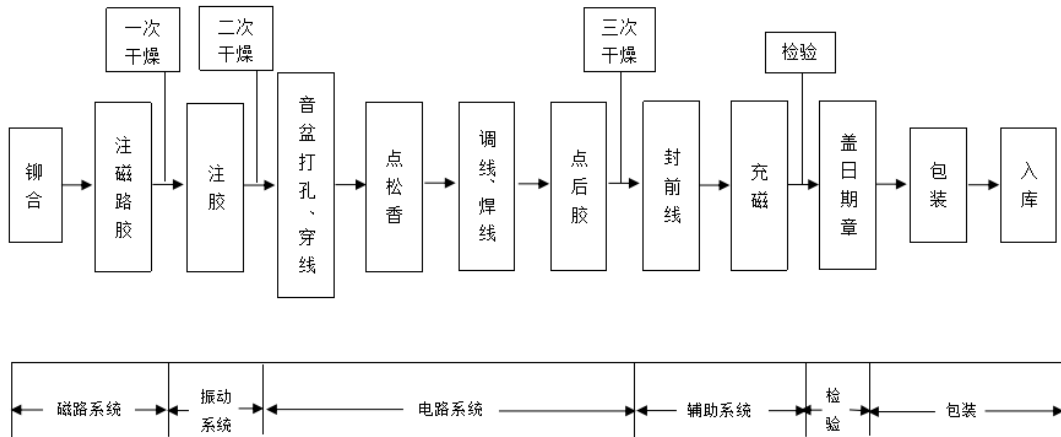 一次
干燥
二次
干燥
三次
干燥
检验
铆合
注磁路胶
注胶
音盆打孔、穿线
点松香
调线、焊线
点后胶
封前线
充磁
盖日期章
包装
入库
磁路系统
振动
系统
电路系统
辅助系统
检
验
包装